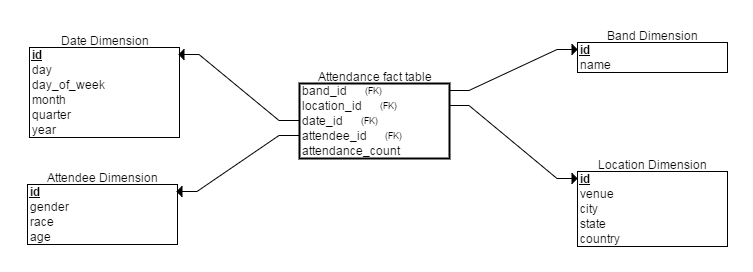 Date Dimension
id
day
day_of_week
month
quarter
year
Attendee Dimension
id
gender
race
age
Attendance fact table
band_id (FK)
location_id (FK)
date_id (FK)
attendee_id (FK)
attendance_count
Band Dimension
id
name
Location Dimension
id
venue
city
state
country